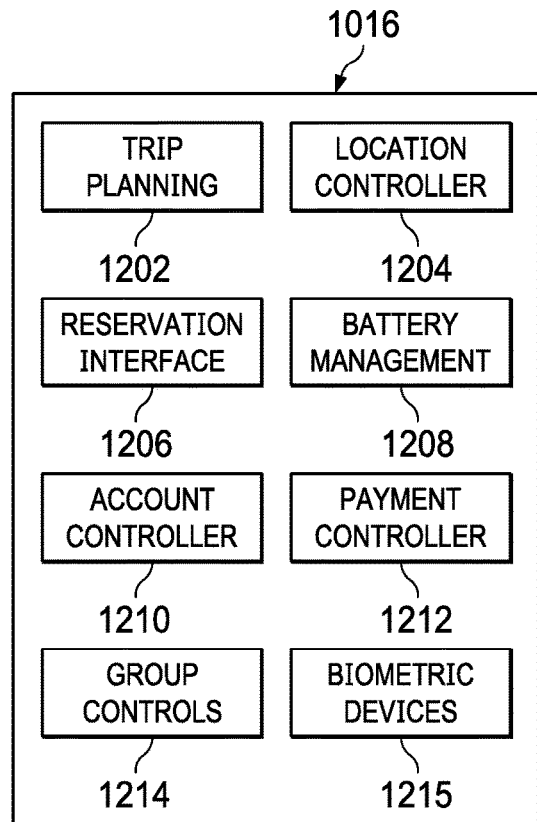 1016
TRIP
PLANNING
1202
LOCATION
CONTROLLER
1204
RESERVATION
INTERFACE
1206
BATTERY
MANAGEMENT
1208
ACCOUNT
CONTROLLER
1210
PAYMENT
CONTROLLER
1212
GROUP
CONTROLS
1214
BIOMETRIC
DEVICES
1215